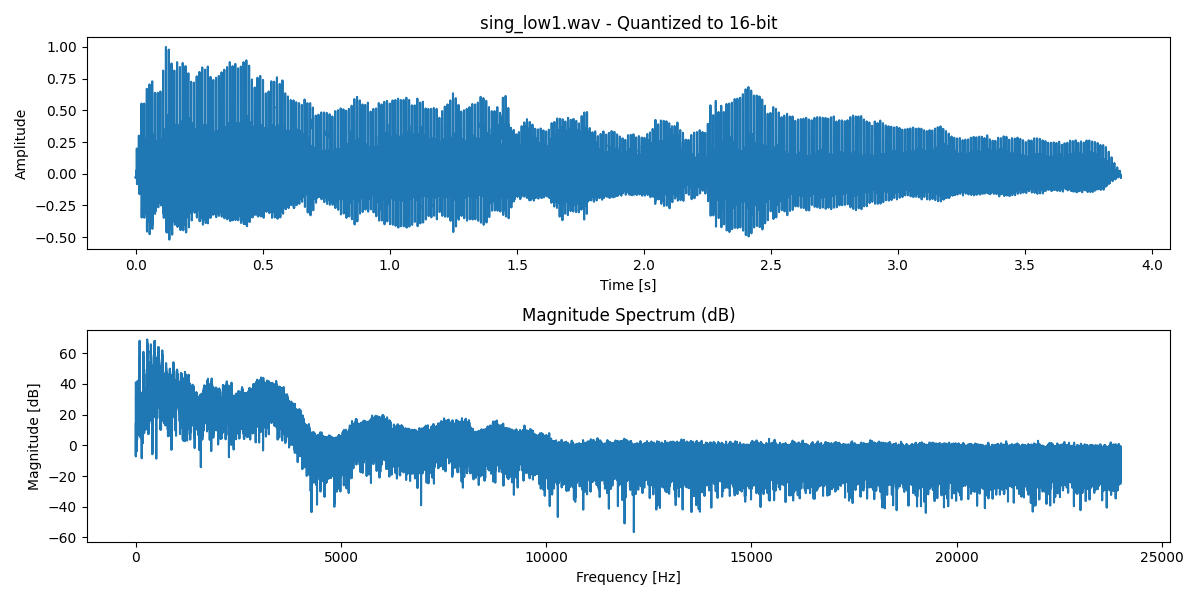 sing_low1.wav - Quantized to 16-bit
1.00
0.75
0.50
0.25
0.00
−0.25
−0.50
Amplitude
0.0 0.5 1.0 1.5 2.0 2.5 3.0 3.5 4.0
Time [s]
Magnitude Spectrum (dB)
60
40
20
0
−20
−40
−60
Magnitude [dB]
0 5000 10000 15000 20000 25000
Frequency [Hz]